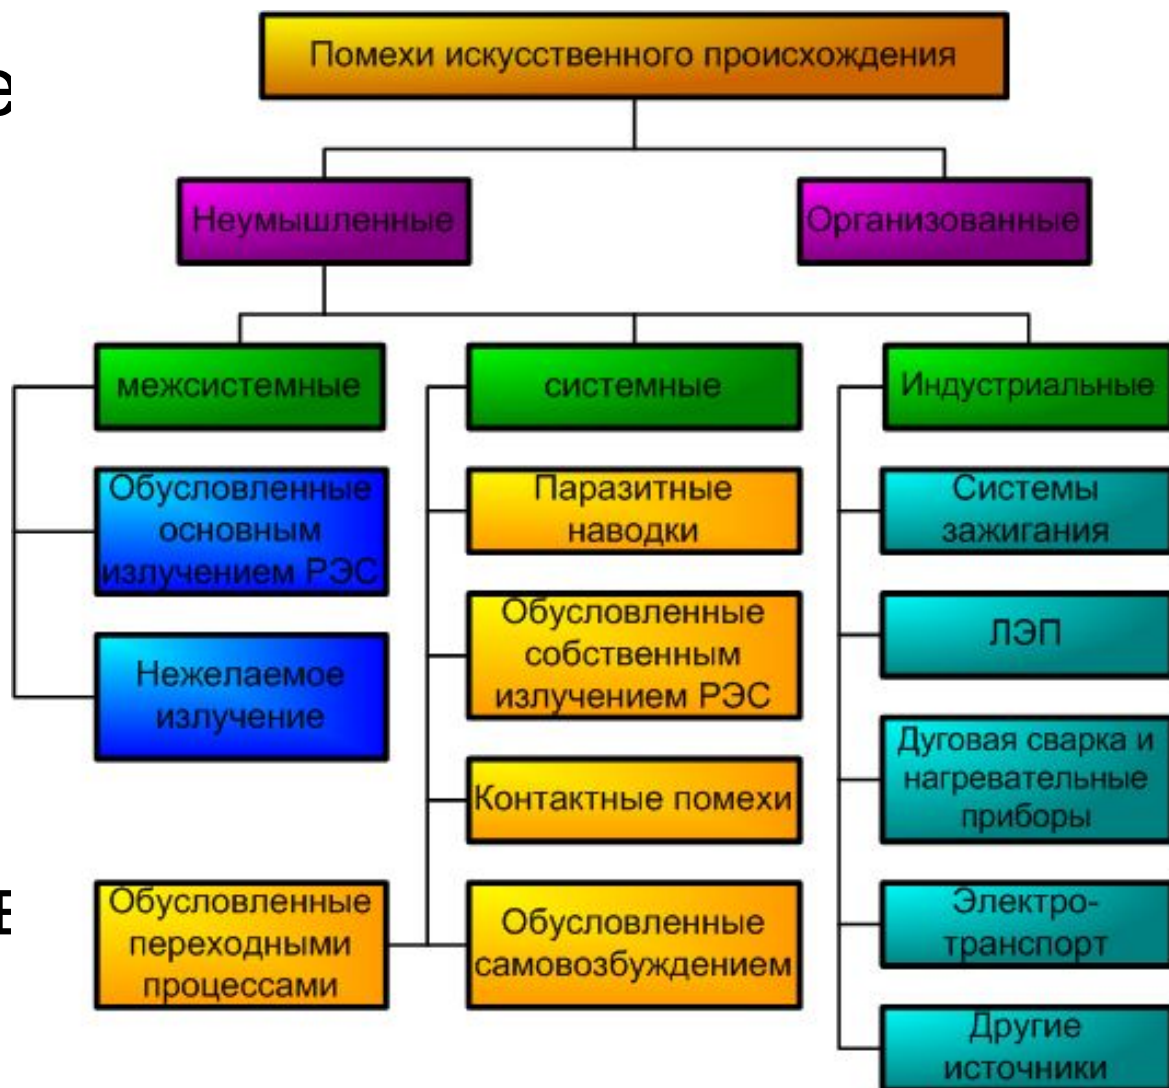 Помехи искусственного происхождения
Неумышленные
Организованные
межсистемные
системные
Индустриальные
Обусловленные
основным
излучением РЭС
Нежелаемое
излучение
Паразитные
наводки
Обусловленные
собственным
излучением РЭС
Контактные помехи
Обусловленные
переходными
процессами
Обусловленные
самовозбуждением
Системы
зажигания
ЛЭП
Дуговая сварка и
нагревательные
приборы
Электро-
транспорт
Другие
источники